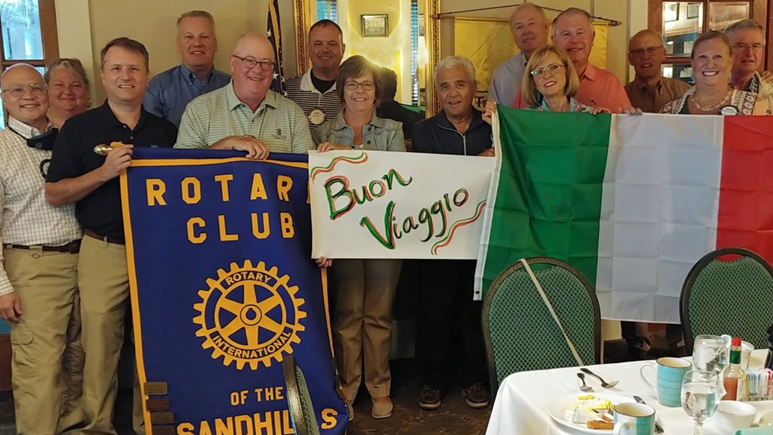 ROTARY
CLUB
ROTARY
INTERNATIONAL
OF THE
SANDHILLS
BUON
VIAGGIO